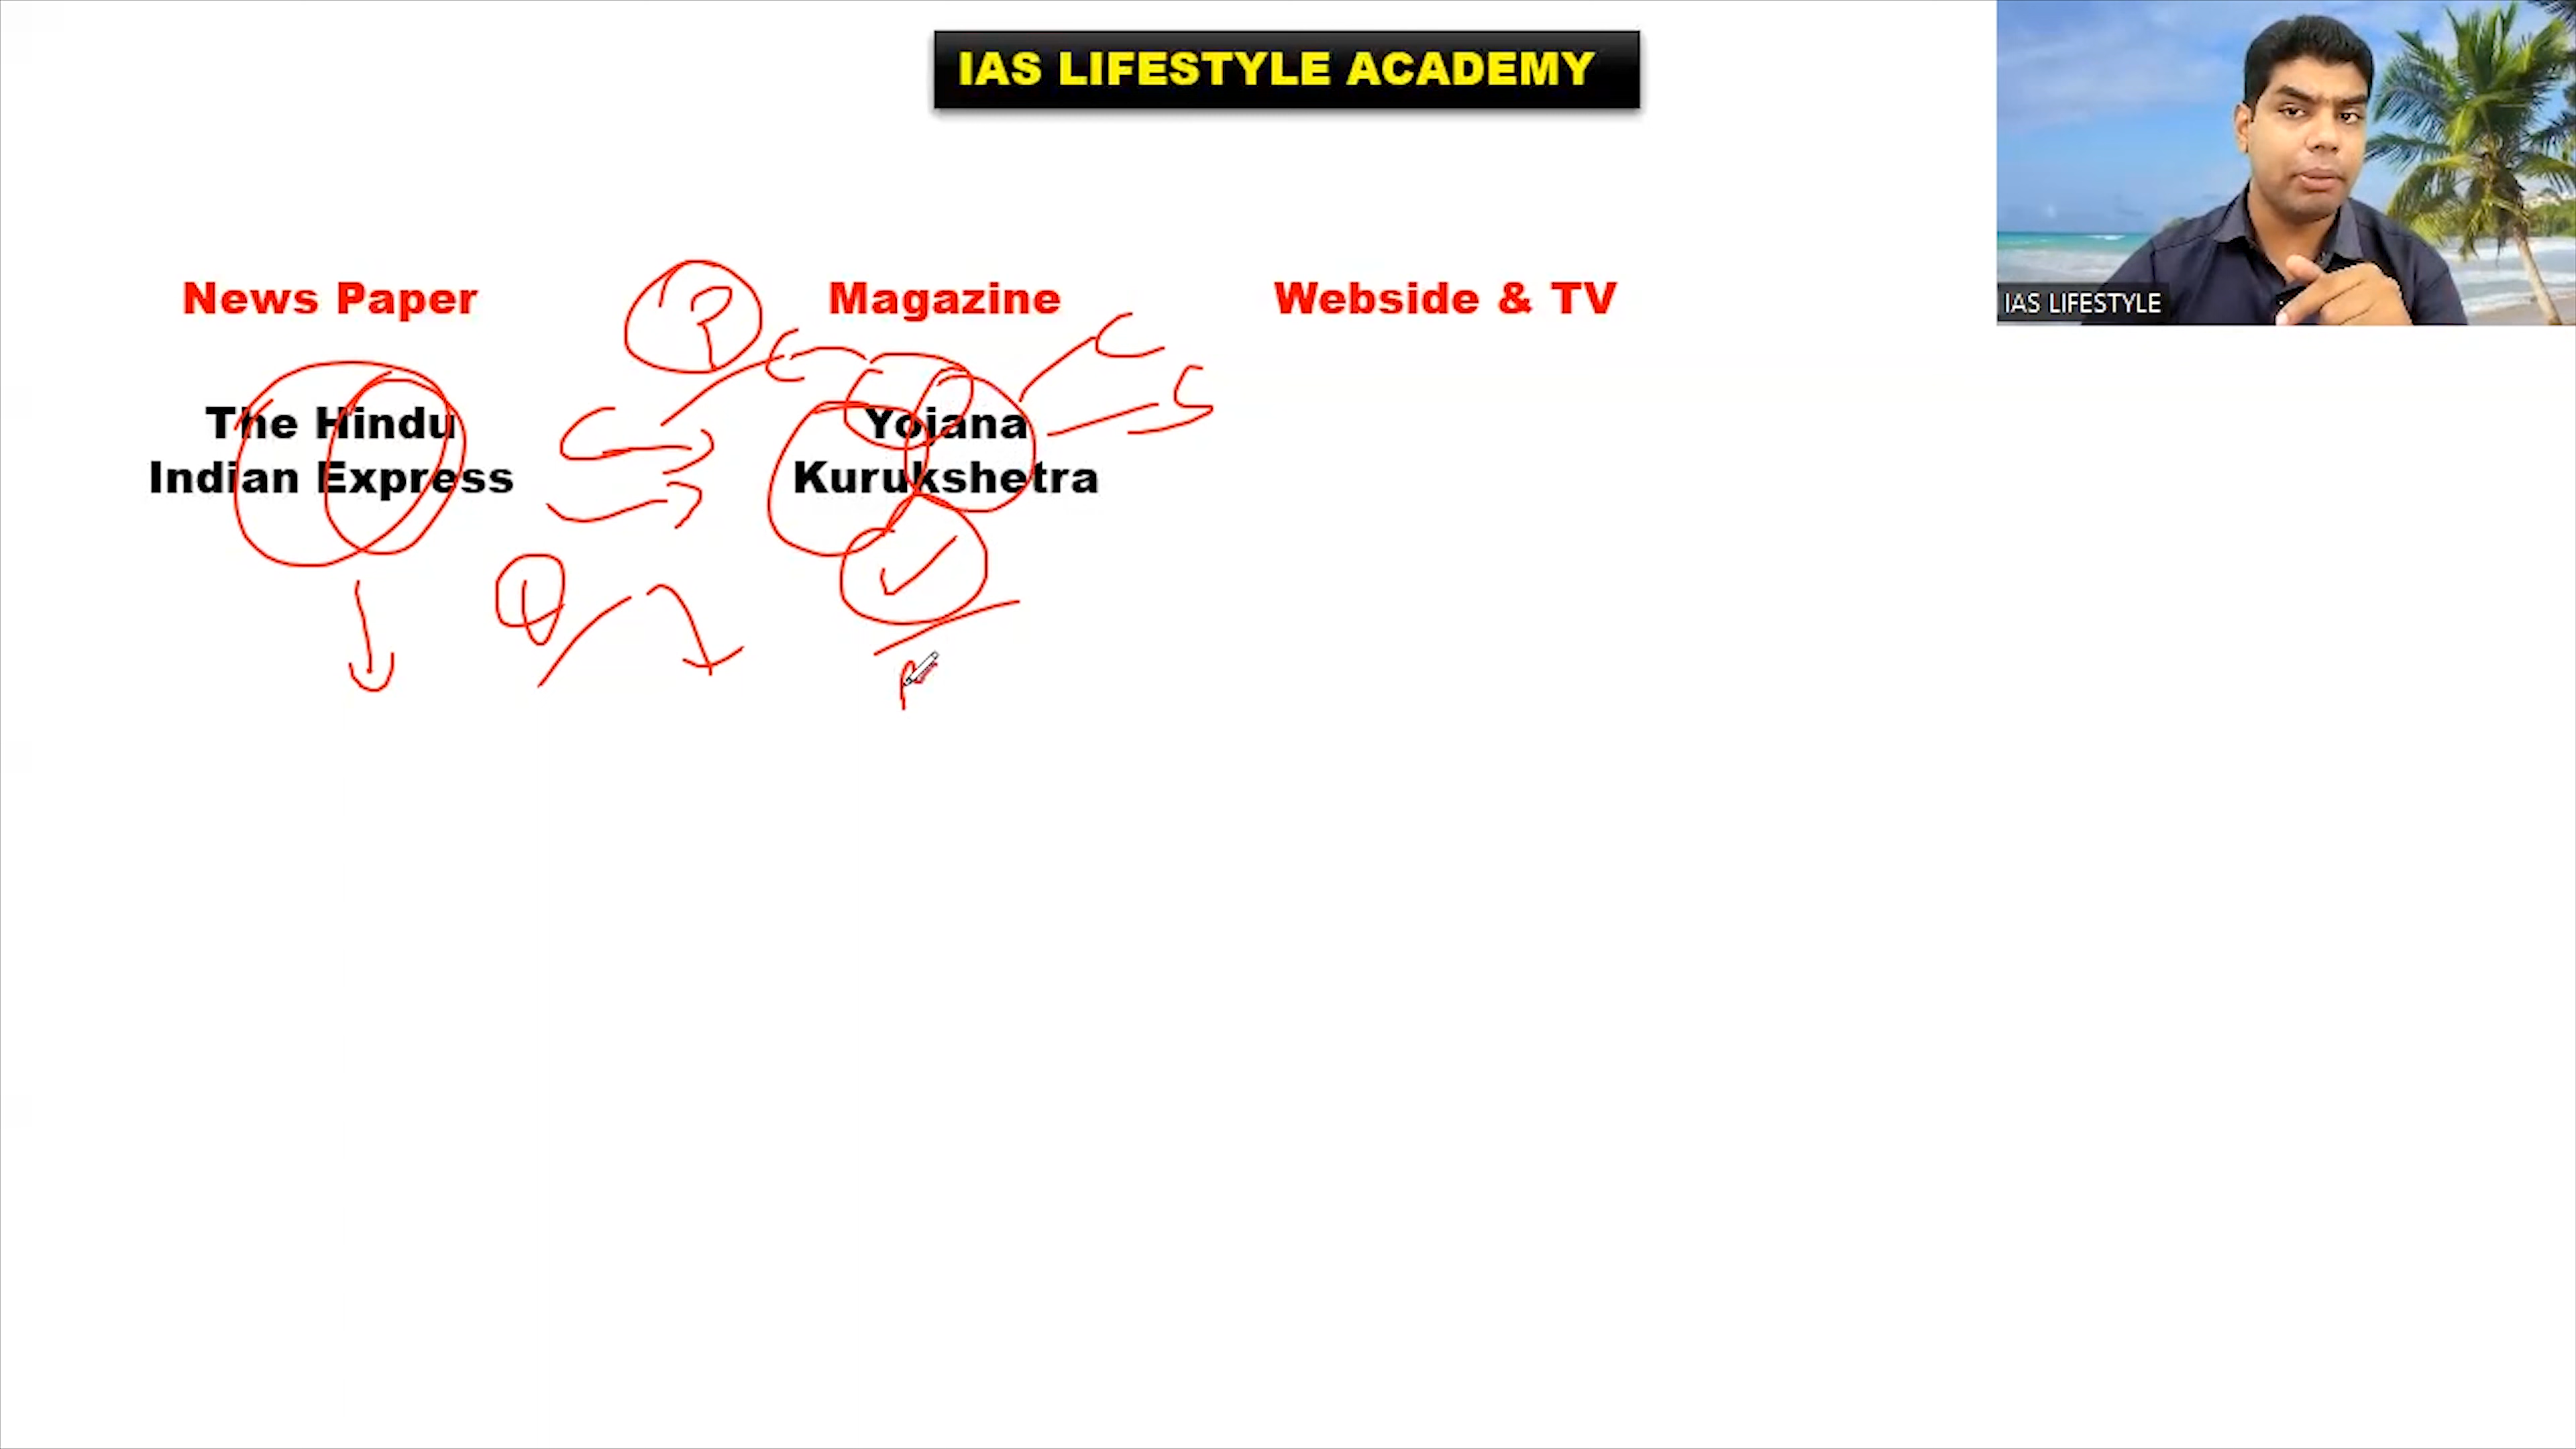 IAS LIFESTYLE ACADEMY
IAS LIFESTYLE
News Paper
Magazine
Webside & TV
The Hindu
Yojana
Indian Express
Kurukshetra